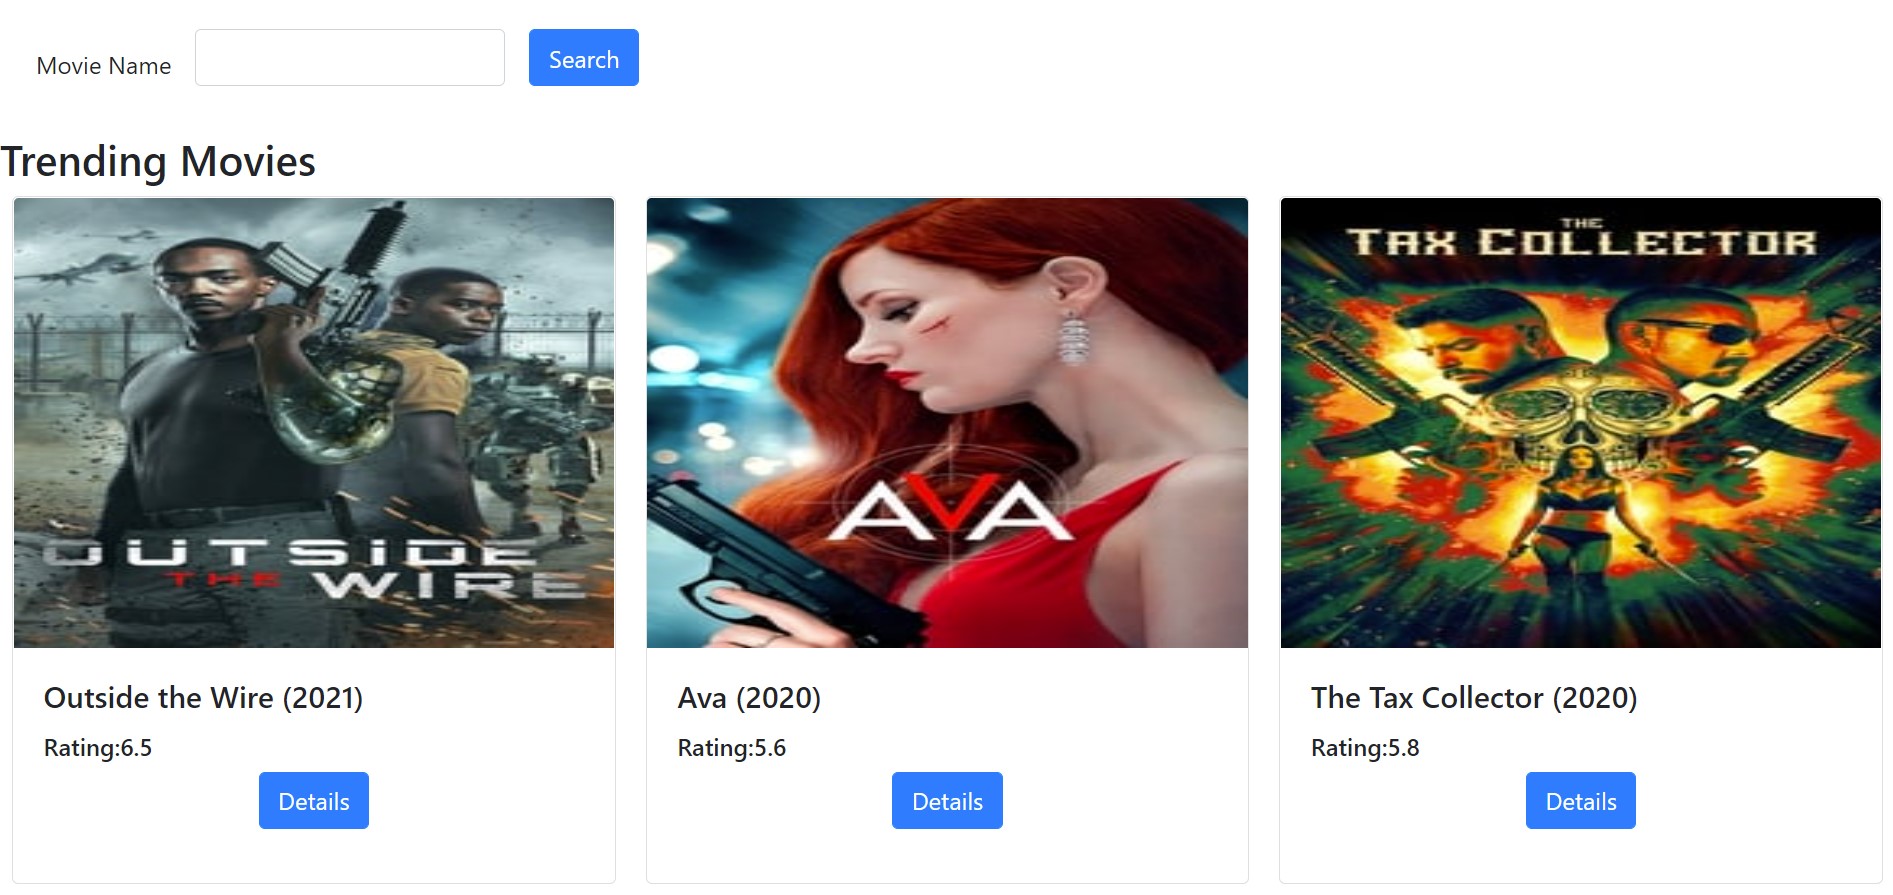 Movie Name
Search
Trending Movies
OUTSIDE
THE WIRE
AVA
THE
TAX COLLECTOR
Outside the Wire (2021)
Rating:6.5
Details
Ava (2020)
Rating:5.6
Details
The Tax Collector (2020)
Rating:5.8
Details